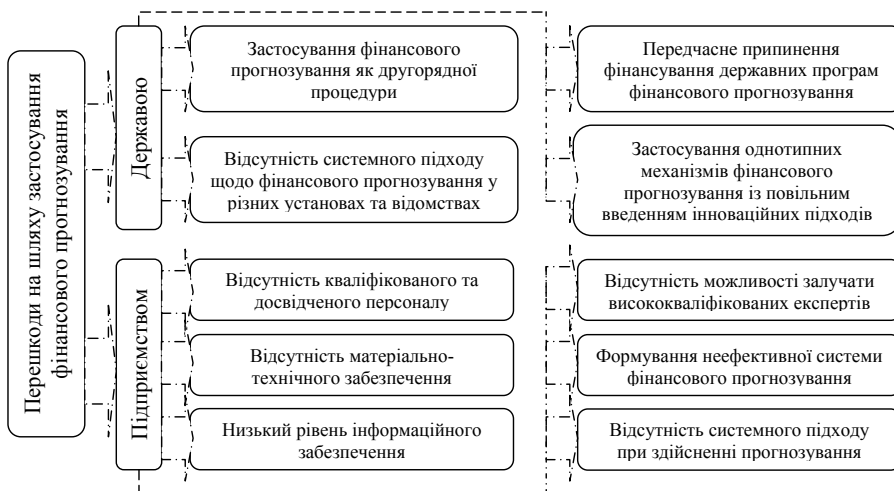 Перешкоди на шляху застосування
фінансового прогнозування
Державою
Застосування фінансового
прогнозування як другорядної
процедури
Відсутність системного підходу
щодо фінансового прогнозування у
різних установах та відомствах
Передчасне припинення
фінансування державних програм
фінансового прогнозування
Застосування однотипних
механізмів фінансового
прогнозування із повільним
введенням інноваційних підходів
Підприємством
Відсутність кваліфікованого та
досвідченого персоналу
Відсутність матеріально-
технічного забезпечення
Низький рівень інформаційного
забезпечення
Відсутність можливості залучати
висококваліфікованих експертів
Формування неефективної системи
фінансового прогнозування
Відсутність системного підходу
при здійсненні прогнозування